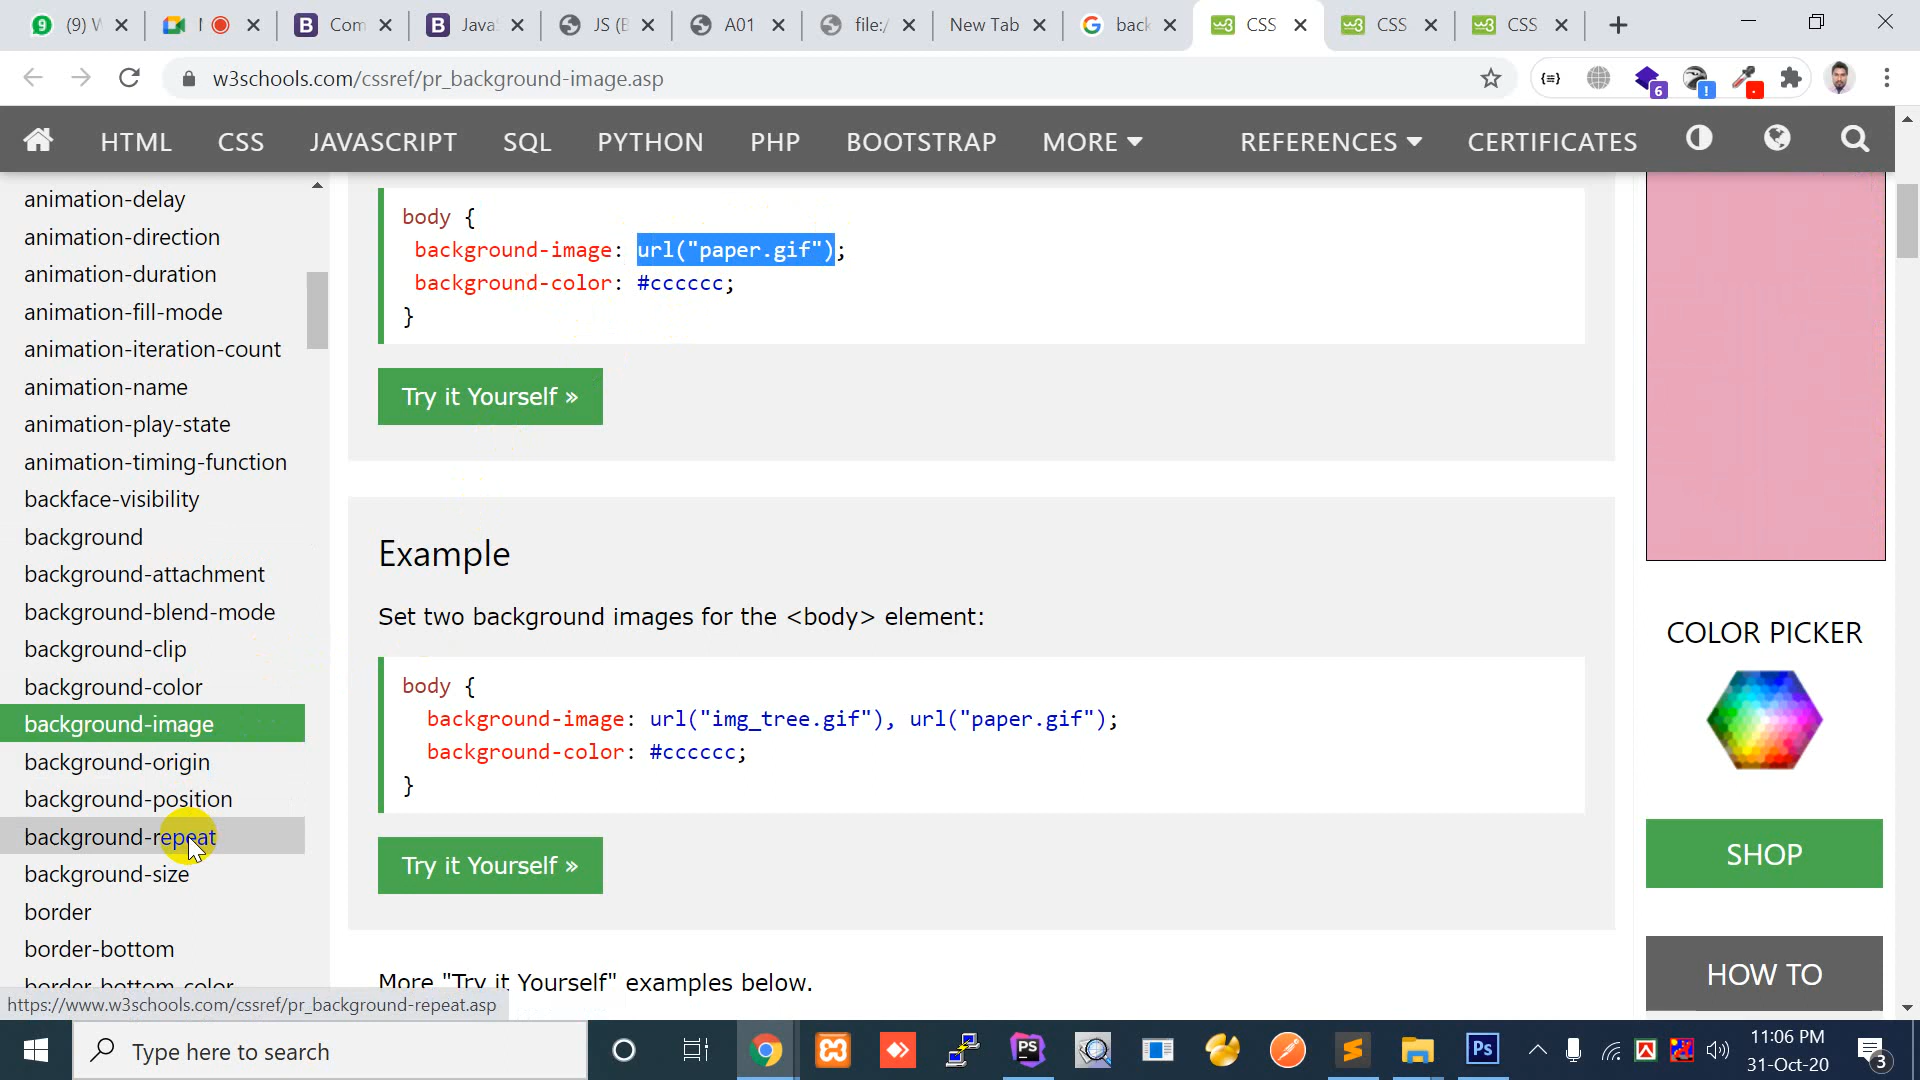 (9) V
Com
Java
JS (E
A01
file:/
New Tab
back
CSS
CSS
CSS
w3schools.com/cssref/pr_background-image.asp
6
!
HTML
CSS
JAVASCRIPT
SQL
PYTHON
PHP
BOOTSTRAP
MORE
REFERENCES
CERTIFICATES
animation-delay
animation-direction
animation-duration
animation-fill-mode
animation-iteration-count
animation-name
animation-play-state
animation-timing-function
backface-visibility
background
background-attachment
background-blend-mode
background-clip
background-color
background-image
background-origin
background-position
background-repeat
background-size
border
border-bottom
border-bottom-color
body {
background-image: url("paper.gif");
background-color: #cccccc;
}
Try it Yourself »
Example
Set two background images for the <body> element:
body {
background-image: url("img_tree.gif"), url("paper.gif");
background-color: #cccccc;
}
Try it Yourself »
More "Try it Yourself" examples below.
COLOR PICKER
SHOP
HOW TO
https://www.w3schools.com/cssref/pr_background-repeat.asp
Type here to search
PS
Ps
11:06 PM
31-Oct-20
3